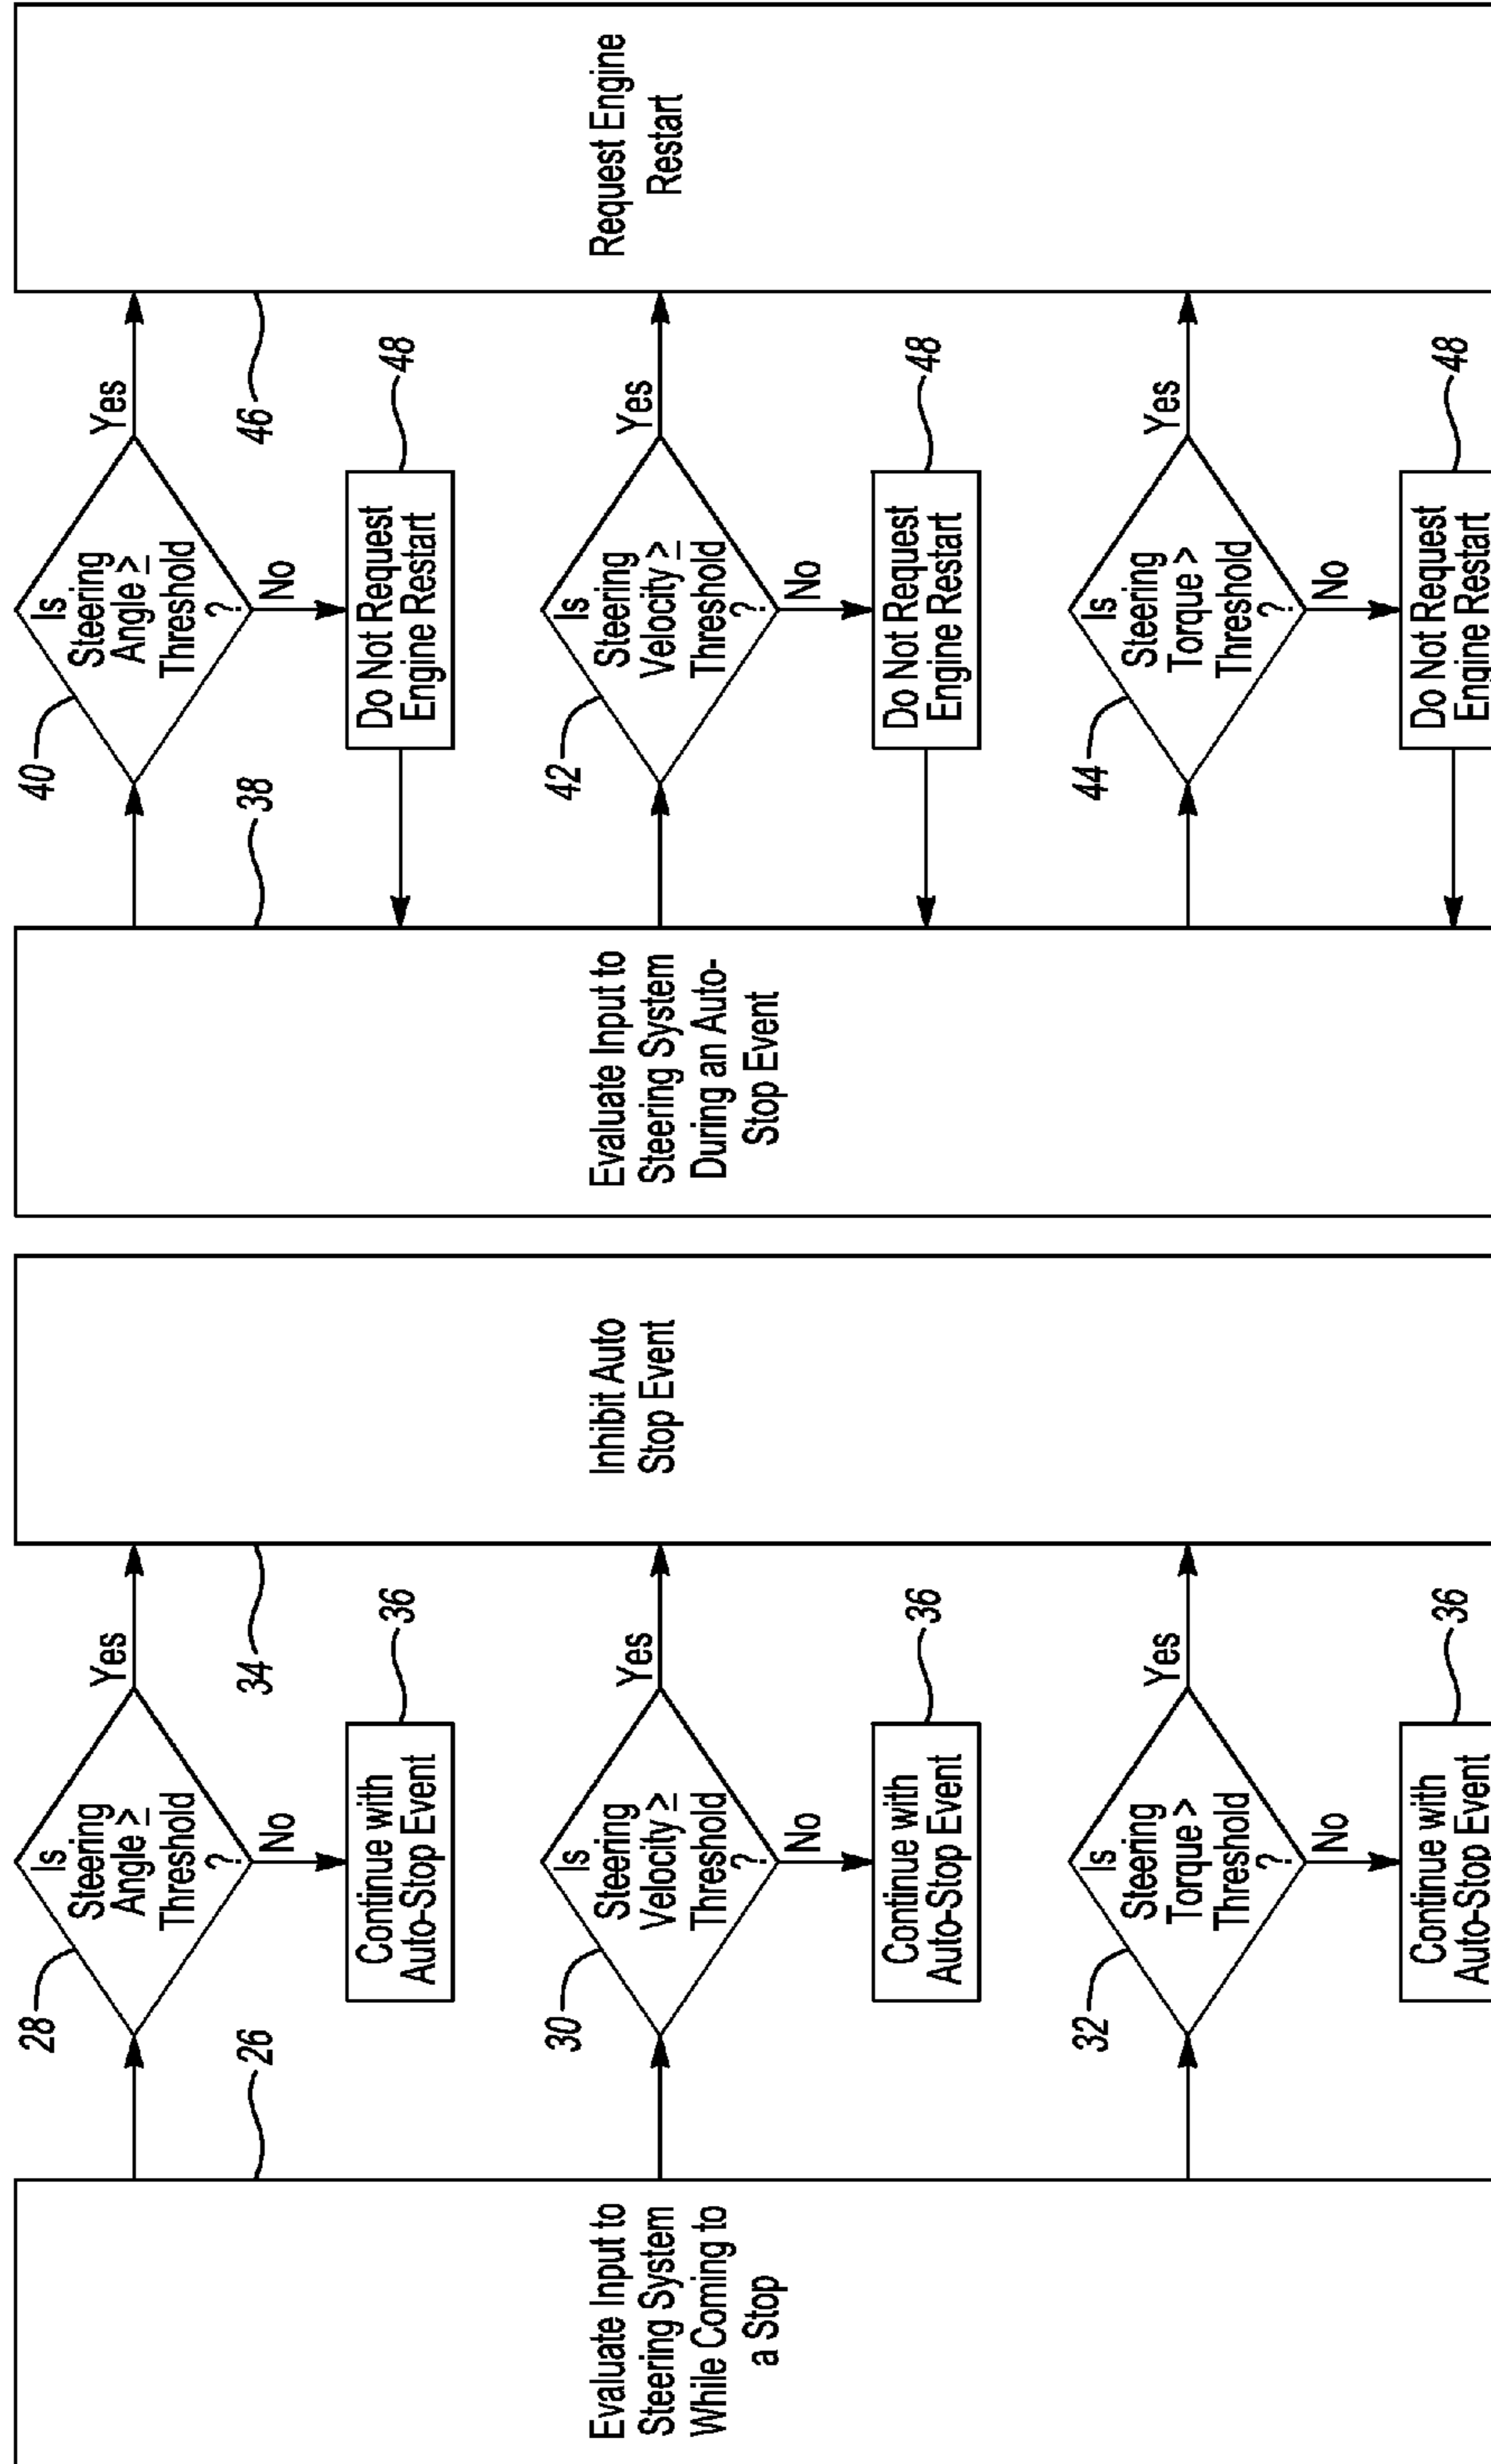 Evaluate Input to
Steering System
While Coming to
a Stop
26
28
Is
Steering
Angle ≥
Threshold
?
Yes
No
Continue with
Auto-Stop Event
36
30
Is
Steering
Velocity ≥
Threshold
?
Yes
No
Continue with
Auto-Stop Event
36
32
Is
Steering
Torque >
Threshold
?
Yes
No
Continue with
Auto-Stop Event
36
34
Inhibit Auto
Stop Event
Evaluate Input to
Steering System
During an Auto-
Stop Event
38
40
Is
Steering
Angle ≥
Threshold
?
Yes
No
Do Not Request
Engine Restart
48
42
Is
Steering
Velocity ≥
Threshold
?
Yes
No
Do Not Request
Engine Restart
48
44
Is
Steering
Torque >
Threshold
?
Yes
No
Do Not Request
Engine Restart
48
46
Request Engine
Restart